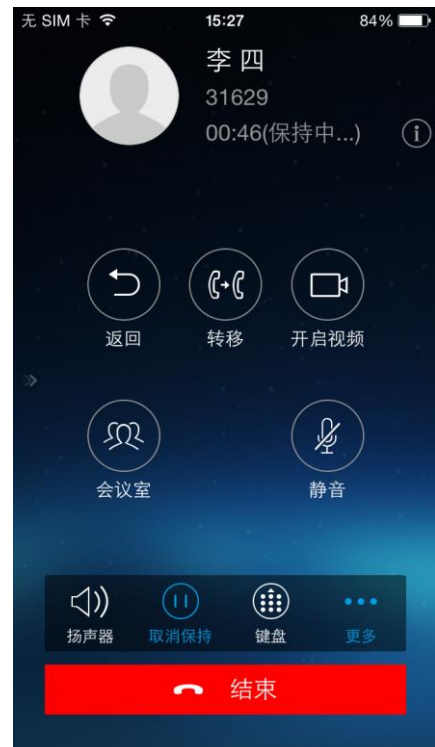 无 SIM 卡 15:27 84%
李 四
31629
00:46(保持中...)
返回 转移 开启视频
会议室 静音
扬声器 取消保持 键盘 更多
结束